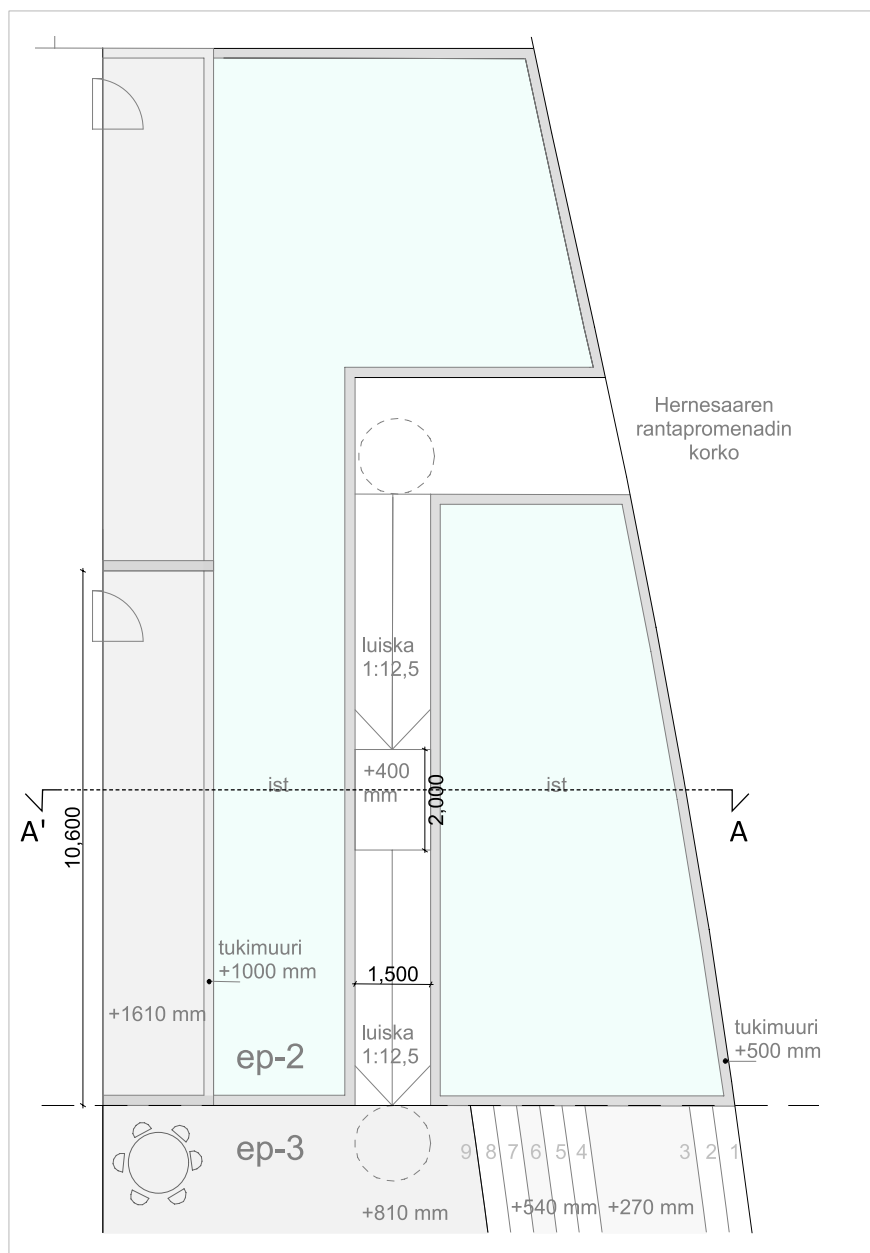 Hernesaaren
rantapromenadin
korko
luiska
1:12,5
+400
mm
2,000
ist
ist
A'
A
10,600
tukimuuri
+1000 mm
1,500
+1610 mm
luiska
1:12,5
tukimuuri
+500 mm
ep-2
ep-3
9 8 7 6 5 4 3 2 1
+540 mm +270 mm
+810 mm